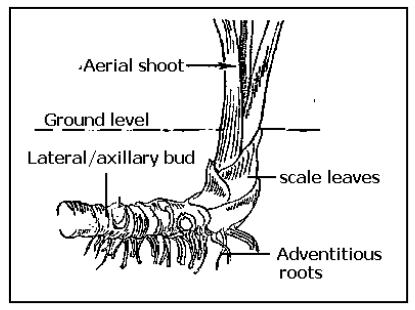 Aerial shoot
Ground level
Lateral/axillary bud
scale leaves
Adventitious
roots